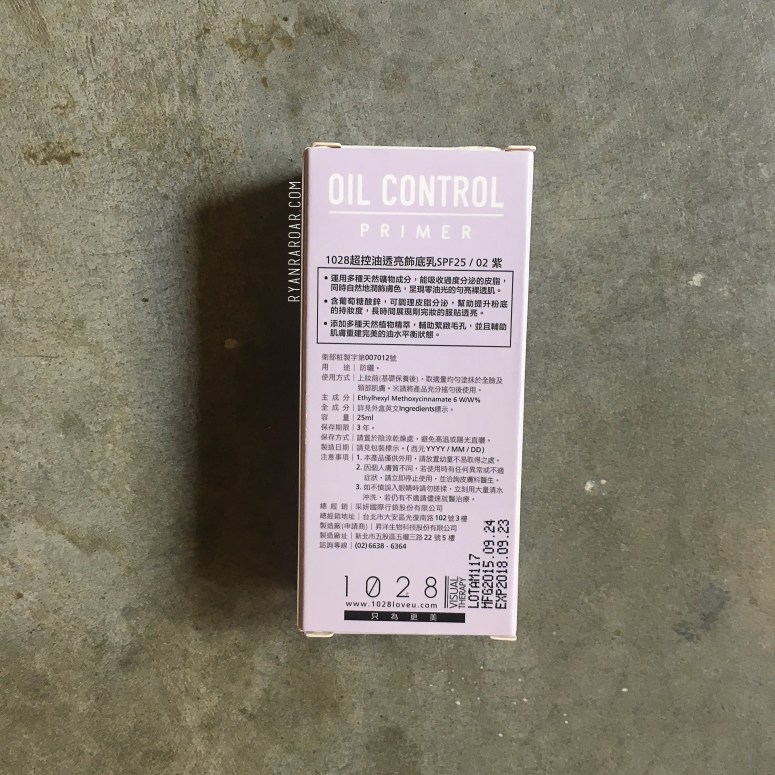 OIL CONTROL
PRIMER
1028超控油透亮飾底乳SPF25 / 02 紫
• 運用多種天然礦物成分，能吸收過度分泌的皮脂，
同時自然地潤飾膚色，呈現零油光的勻亮裸透肌。
• 含葡萄糖酸鋅，可調理皮脂分泌，幫助提升粉底
的持妝度，長時間展現剛完妝的服貼透亮。
• 添加多種天然植物精萃，輔助緊緻毛孔，並且輔助
肌膚重建完美的油水平衡狀態。
衛部粧製字第007012號
用 途｜防曬。
使用方式｜上妝前(基礎保養後)，取適量均勻塗抹於全臉及
頸部肌膚。※請將產品充分搖勻後使用。
主 成 分｜Ethylhexyl Methoxycinnamate 6 W/W%
全 成 分｜詳見外盒英文Ingredients標示。
容 量｜25ml
保存期限｜3 年。
保存方式｜請置於陰涼乾燥處，避免高溫或陽光直曬。
製造日期｜請見包裝標示。( 西元 YYYY / MM / DD )
注意事項｜1. 本產品僅供外用，請放置幼童不易取得之處。
2. 因個人膚質不同，若使用時有任何異常或不適
症狀，請立即停止使用，並洽詢皮膚科醫生。
3. 如不慎誤入眼睛時請勿搓揉，立刻用大量清水
沖洗，若仍有不適請儘速就醫治療。
總 經 銷｜采妍國際行銷股份有限公司
總經銷地址｜台北市大安區光復南路 102 號 3 樓
製造廠(申請商)｜昇洋生物科技股份有限公司
製造廠址｜新北市五股區五權三路 22 號 5 樓
諮詢專線｜(02) 6638 - 6364
1028
VISUAL
THERAPY
www.1028loveu.com
只 為 更 美
LOTAM117
MFG2015.09.24
EXP2018.09.23
RYANRAROAR.COM